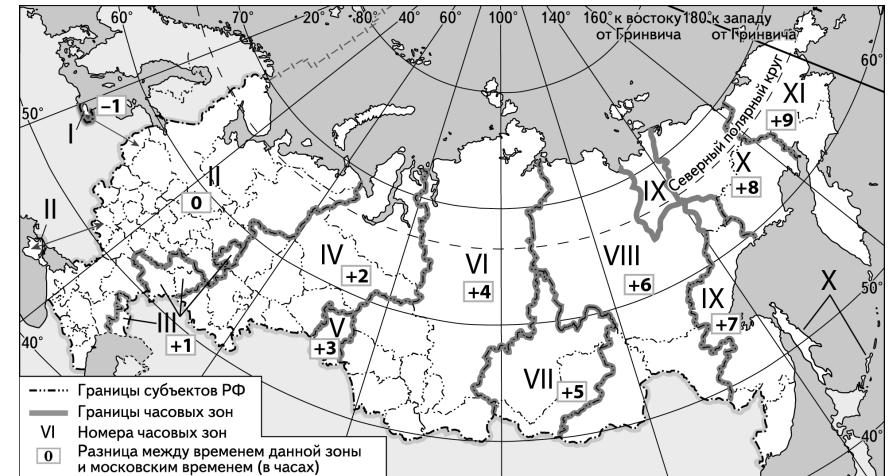 60° 70° 20° 80° 40° 60° 100° 140° 160° к востоку 180° к западу
от Гринвича от Гринвича
60°
Северный полярный круг
XI
+9
–1
50°
I
X
+8
II
0
IX
II
IV
+2
VI
+4
VIII
+6
X
50°
IX
+7
III
+1
V
+3
40°
VII
+5
40°
Границы субъектов РФ
Границы часовых зон
VI Номера часовых зон
0 Разница между временем данной зоны
и московским временем (в часах)